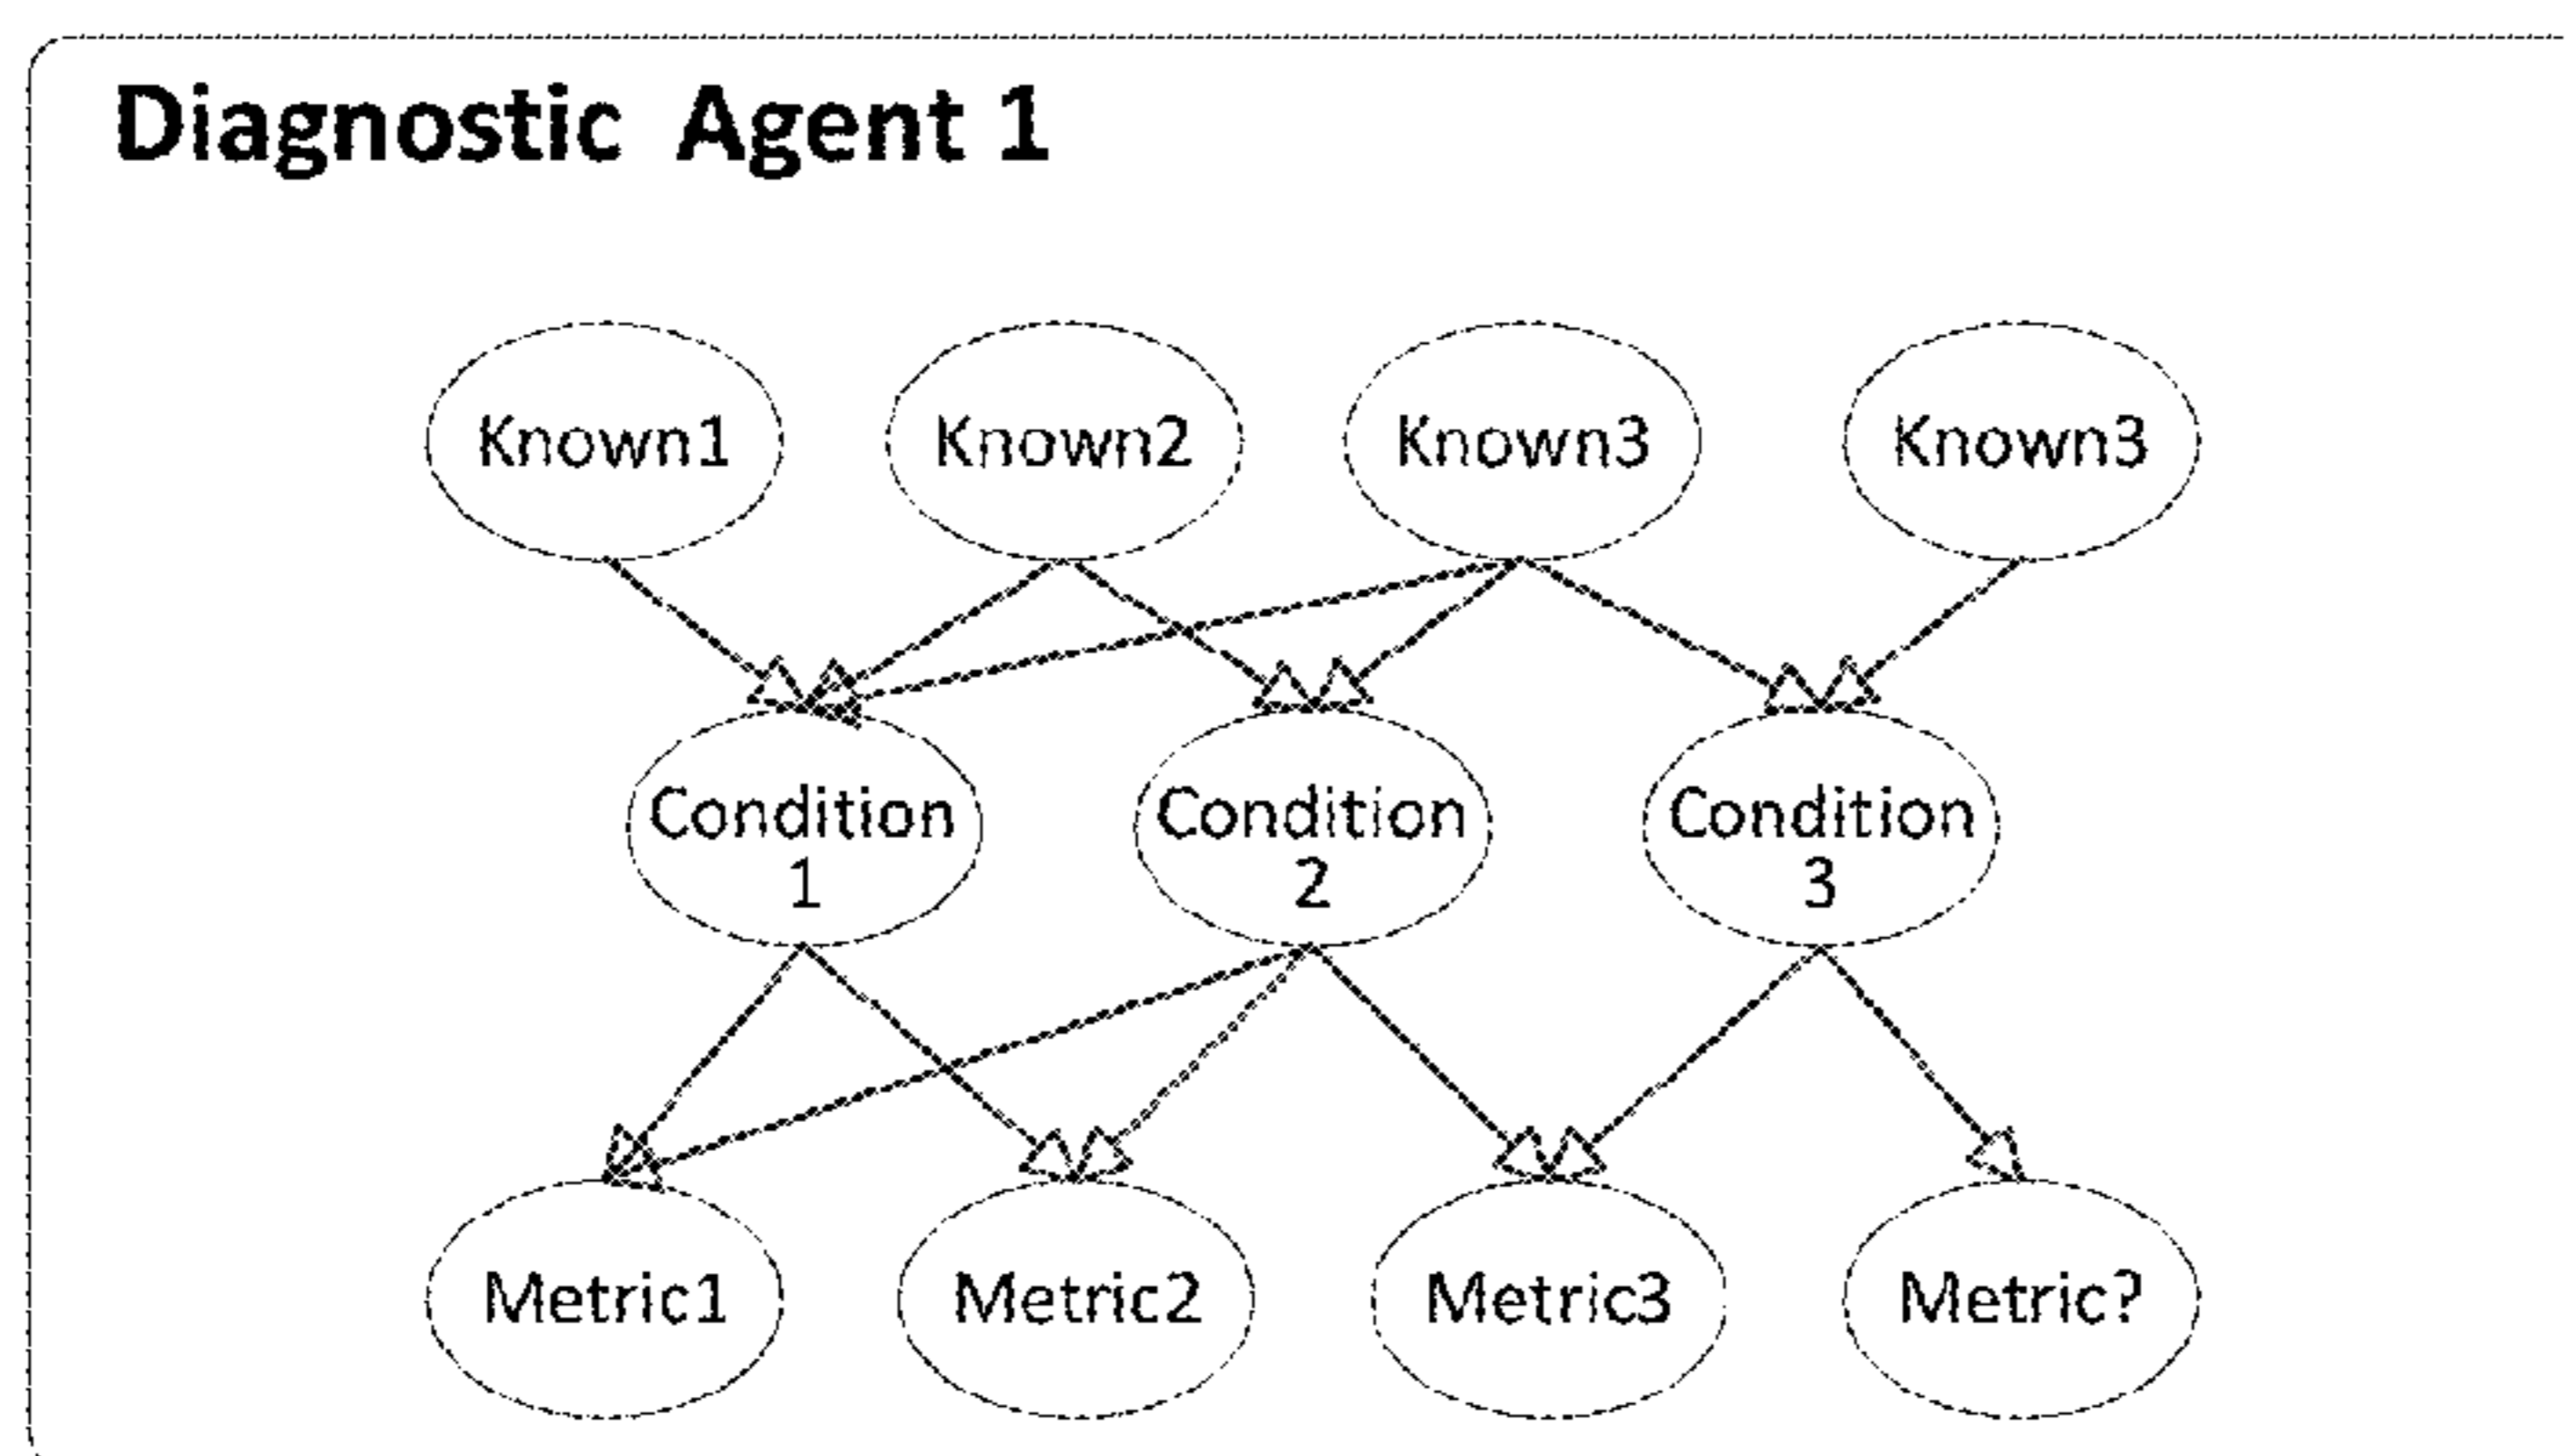 Diagnostic Agent 1
Known1
Known2
Known3
Known3
Condition
1
Condition
2
Condition
3
Metric1
Metric2
Metric3
Metric?